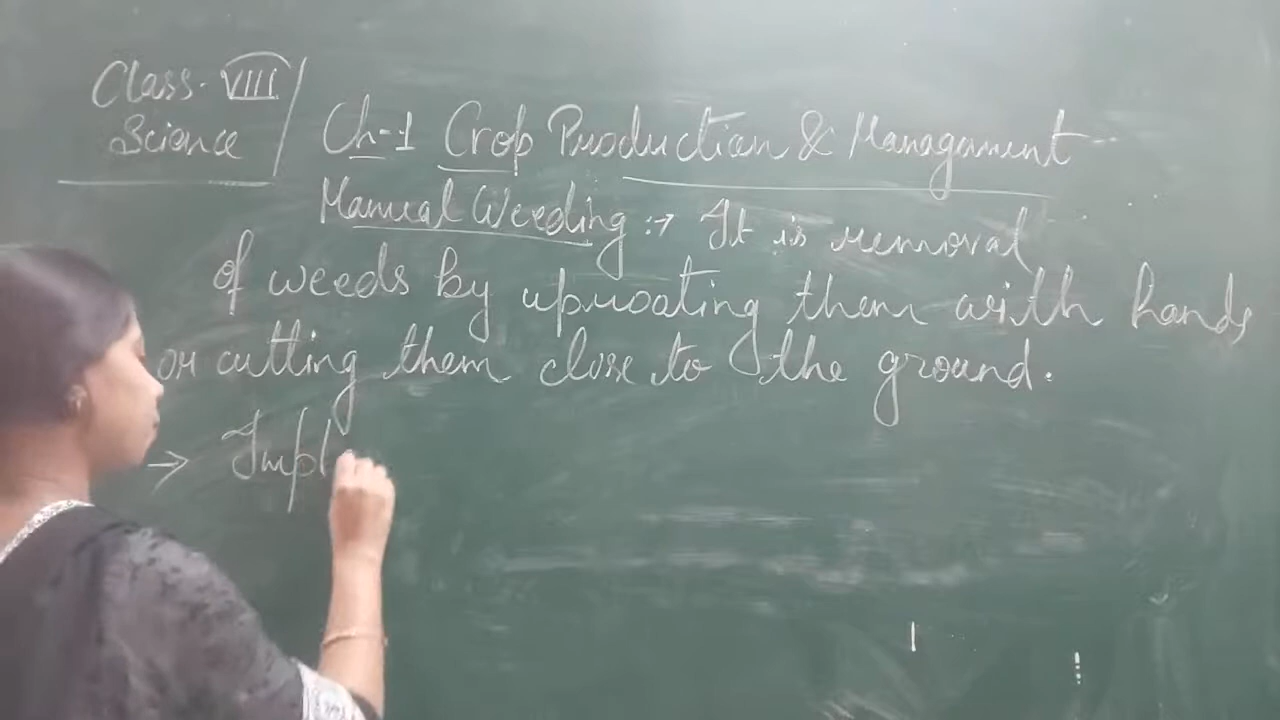 Class- VIII
Science
Ch-1 Crop Production & Management
Manual Weeding :→ It is removal
of weeds by uprooting them with hands
or cutting them close to the ground.
→ Impl